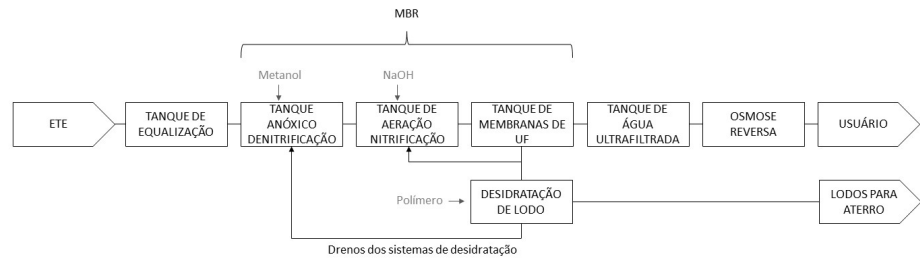 MBR
Metanol
NaOH
ETE
TANQUE DE
EQUALIZAÇÃO
TANQUE
ANÓXICO
DENITRIFICAÇÃO
TANQUE DE
AERAÇÃO
NITRIFICAÇÃO
TANQUE DE
MEMBRANAS DE
UF
TANQUE DE
ÁGUA
ULTRAFILTRADA
OSMOSE
REVERSA
USUÁRIO
Polímero
DESIDRATAÇÃO
DE LODO
LODOS PARA
ATERRO
Drenos dos sistemas de desidratação